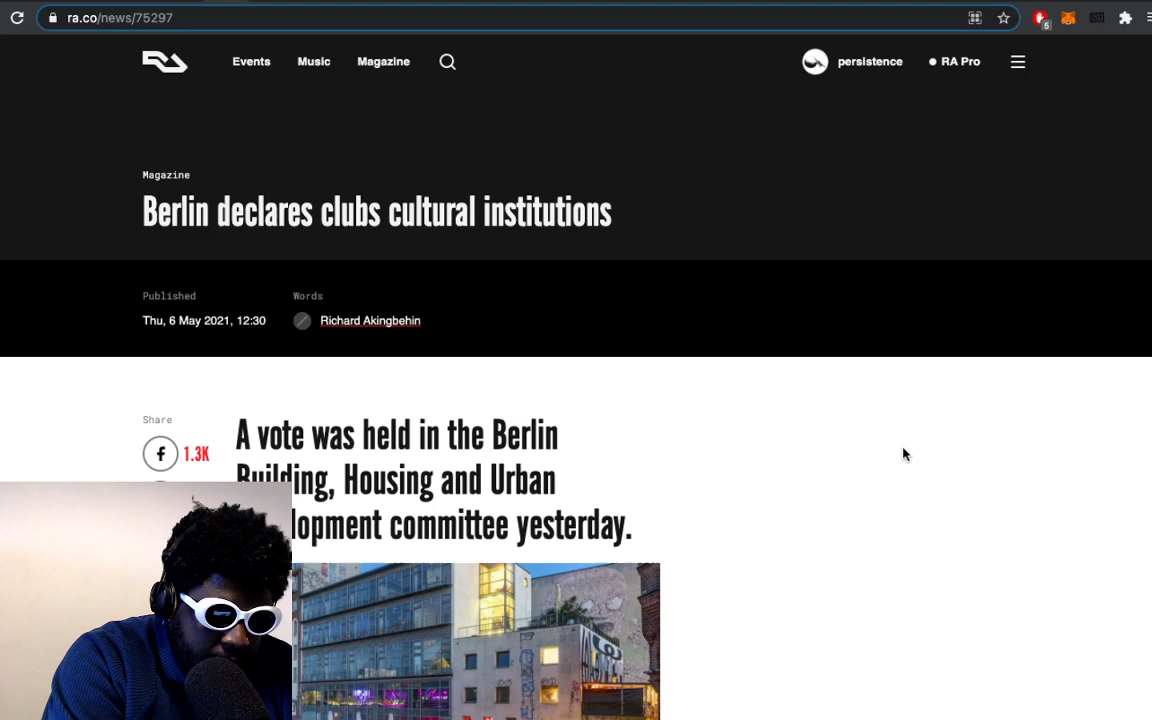 ra.co/news/75297
6
Events Music Magazine persistence RA Pro
Magazine
Berlin declares clubs cultural institutions
Published Words
Thu, 6 May 2021, 12:30 Richard Akingbehin
Share
1.3K
A vote was held in the Berlin
Building, Housing and Urban
lopment committee yesterday.